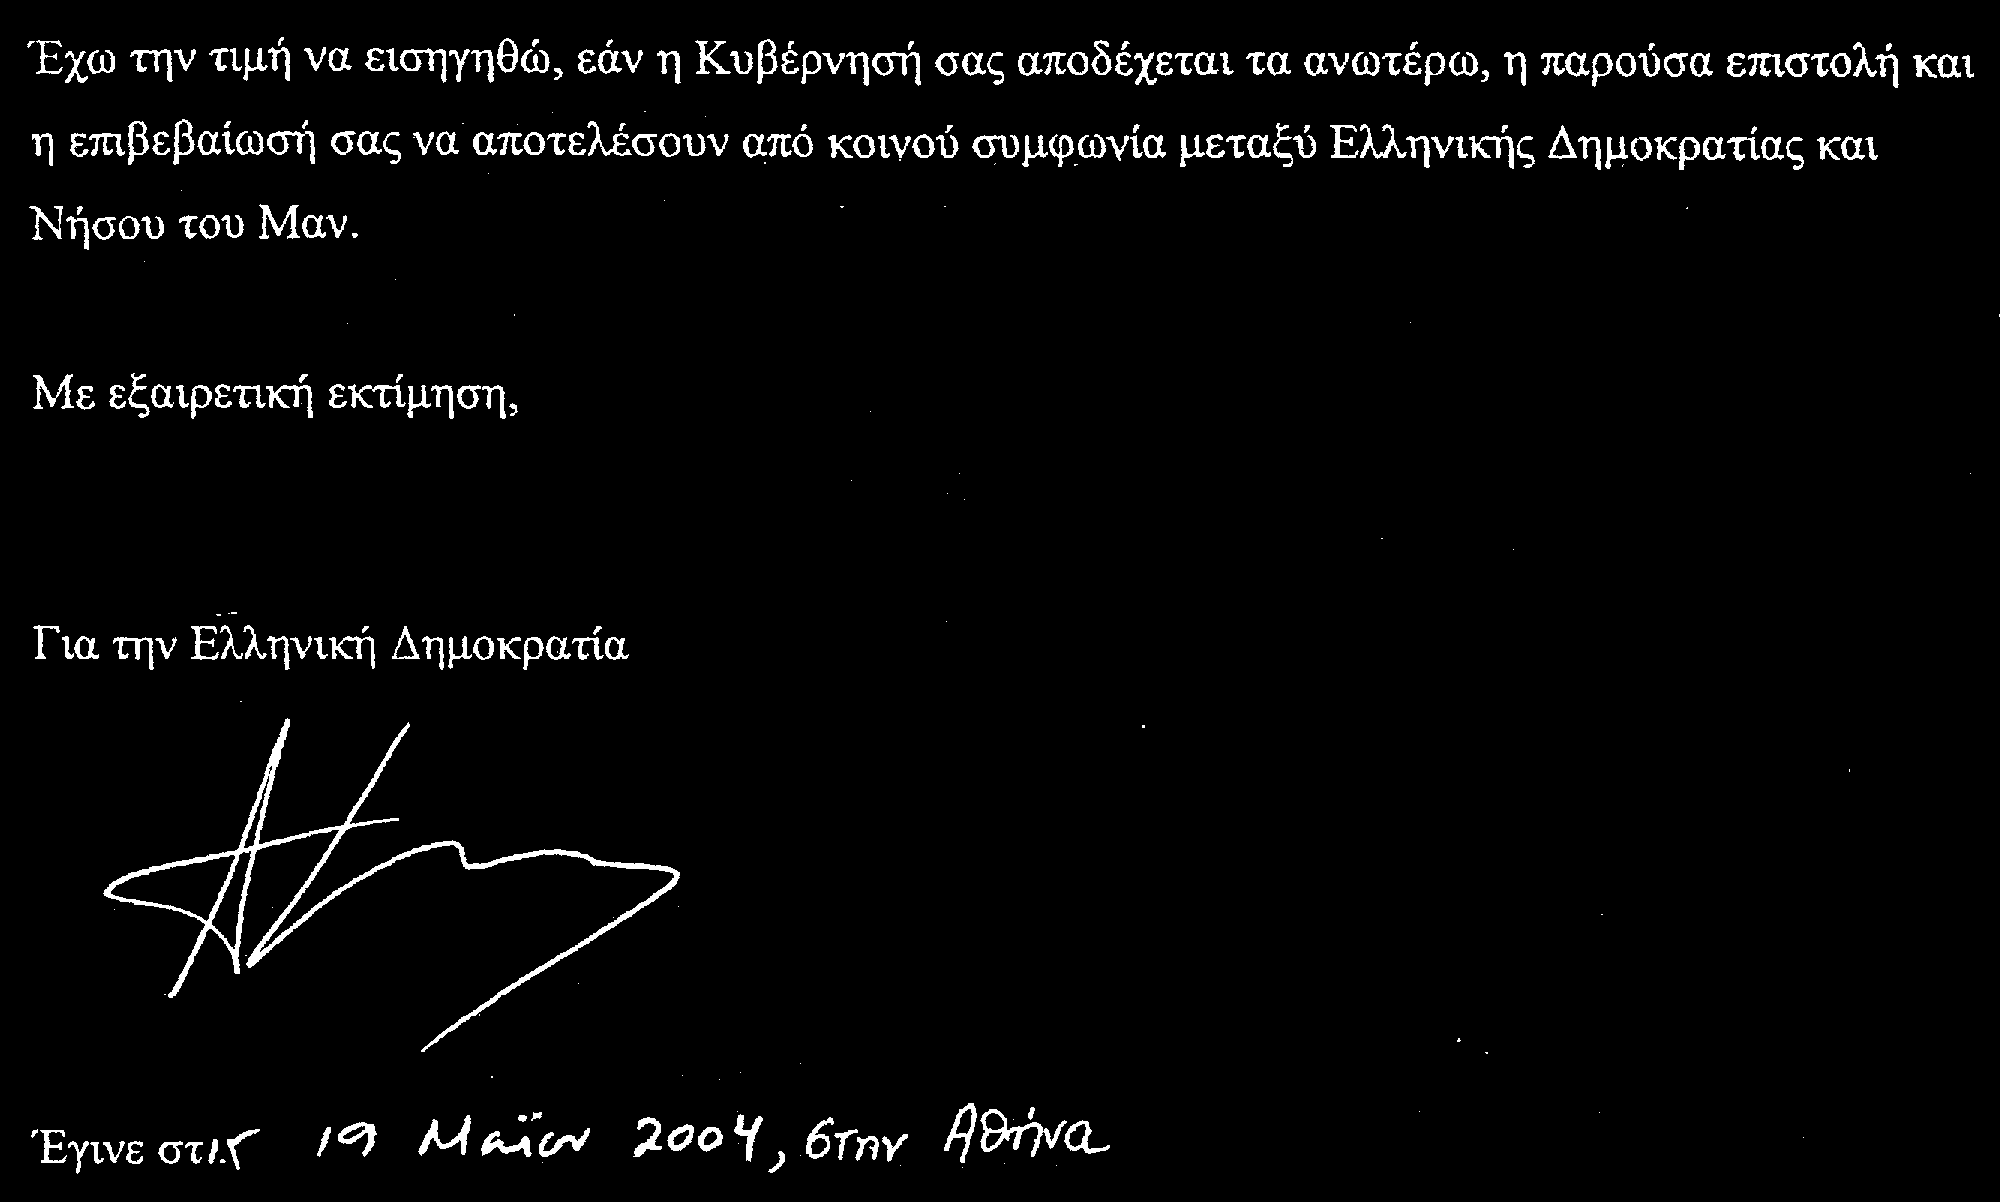 Έχω την τιμή να εισηγηθώ, εάν η Κυβέρνησή σας αποδέχεται τα ανωτέρω, η παρούσα επιστολή και
η επιβεβαίωσή σας να αποτελέσουν από κοινού συμφωνία μεταξύ Ελληνικής Δημοκρατίας και
Νήσου του Μαν.
Με εξαιρετική εκτίμηση,
Για την Ελληνική Δημοκρατία
Έγινε στις 19 Μαΐου 2004, στην Αθήνα